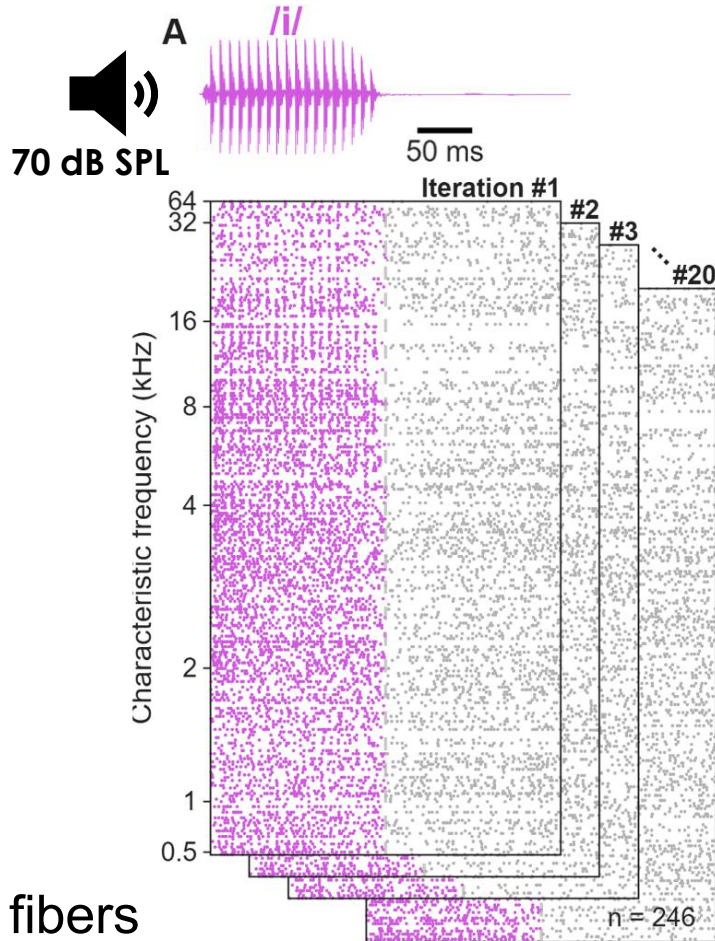 A
/i/
70 dB SPL
50 ms
Iteration #1
#2
#3
#20
64
32
16
8
4
2
1
0.5
Characteristic frequency (kHz)
n = 246
fibers